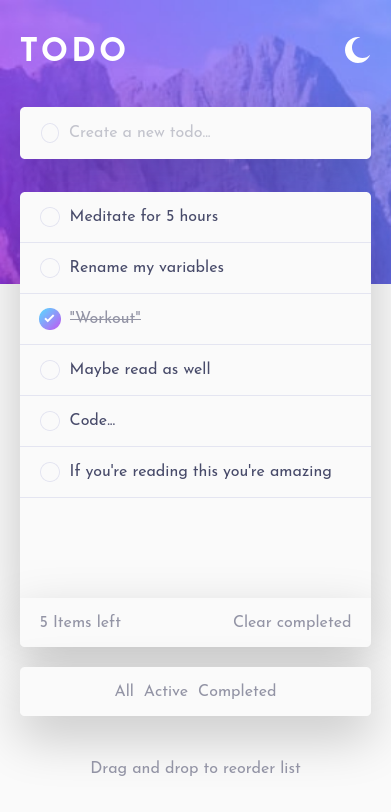 TODO
Create a new todo...
Meditate for 5 hours
Rename my variables
"Workout"
Maybe read as well
Code...
If you're reading this you're amazing
5 Items left Clear completed
All Active Completed
Drag and drop to reorder list